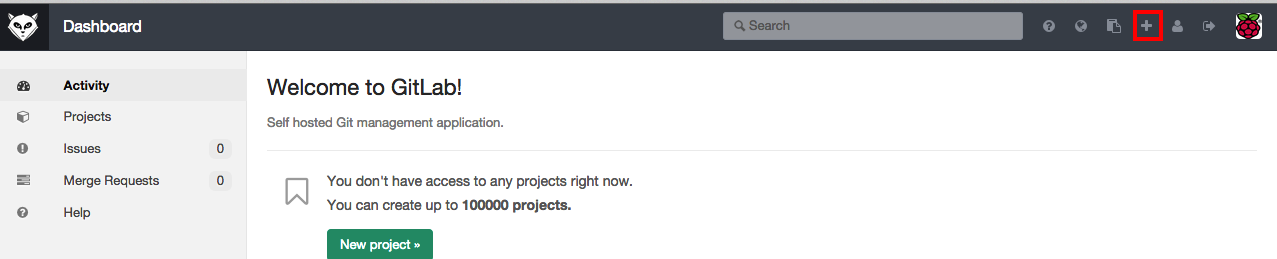 Dashboard
Search
Activity
Projects
Issues 0
Merge Requests 0
Help
Welcome to GitLab!
Self hosted Git management application.
You don't have access to any projects right now.
You can create up to 100000 projects.
New project »